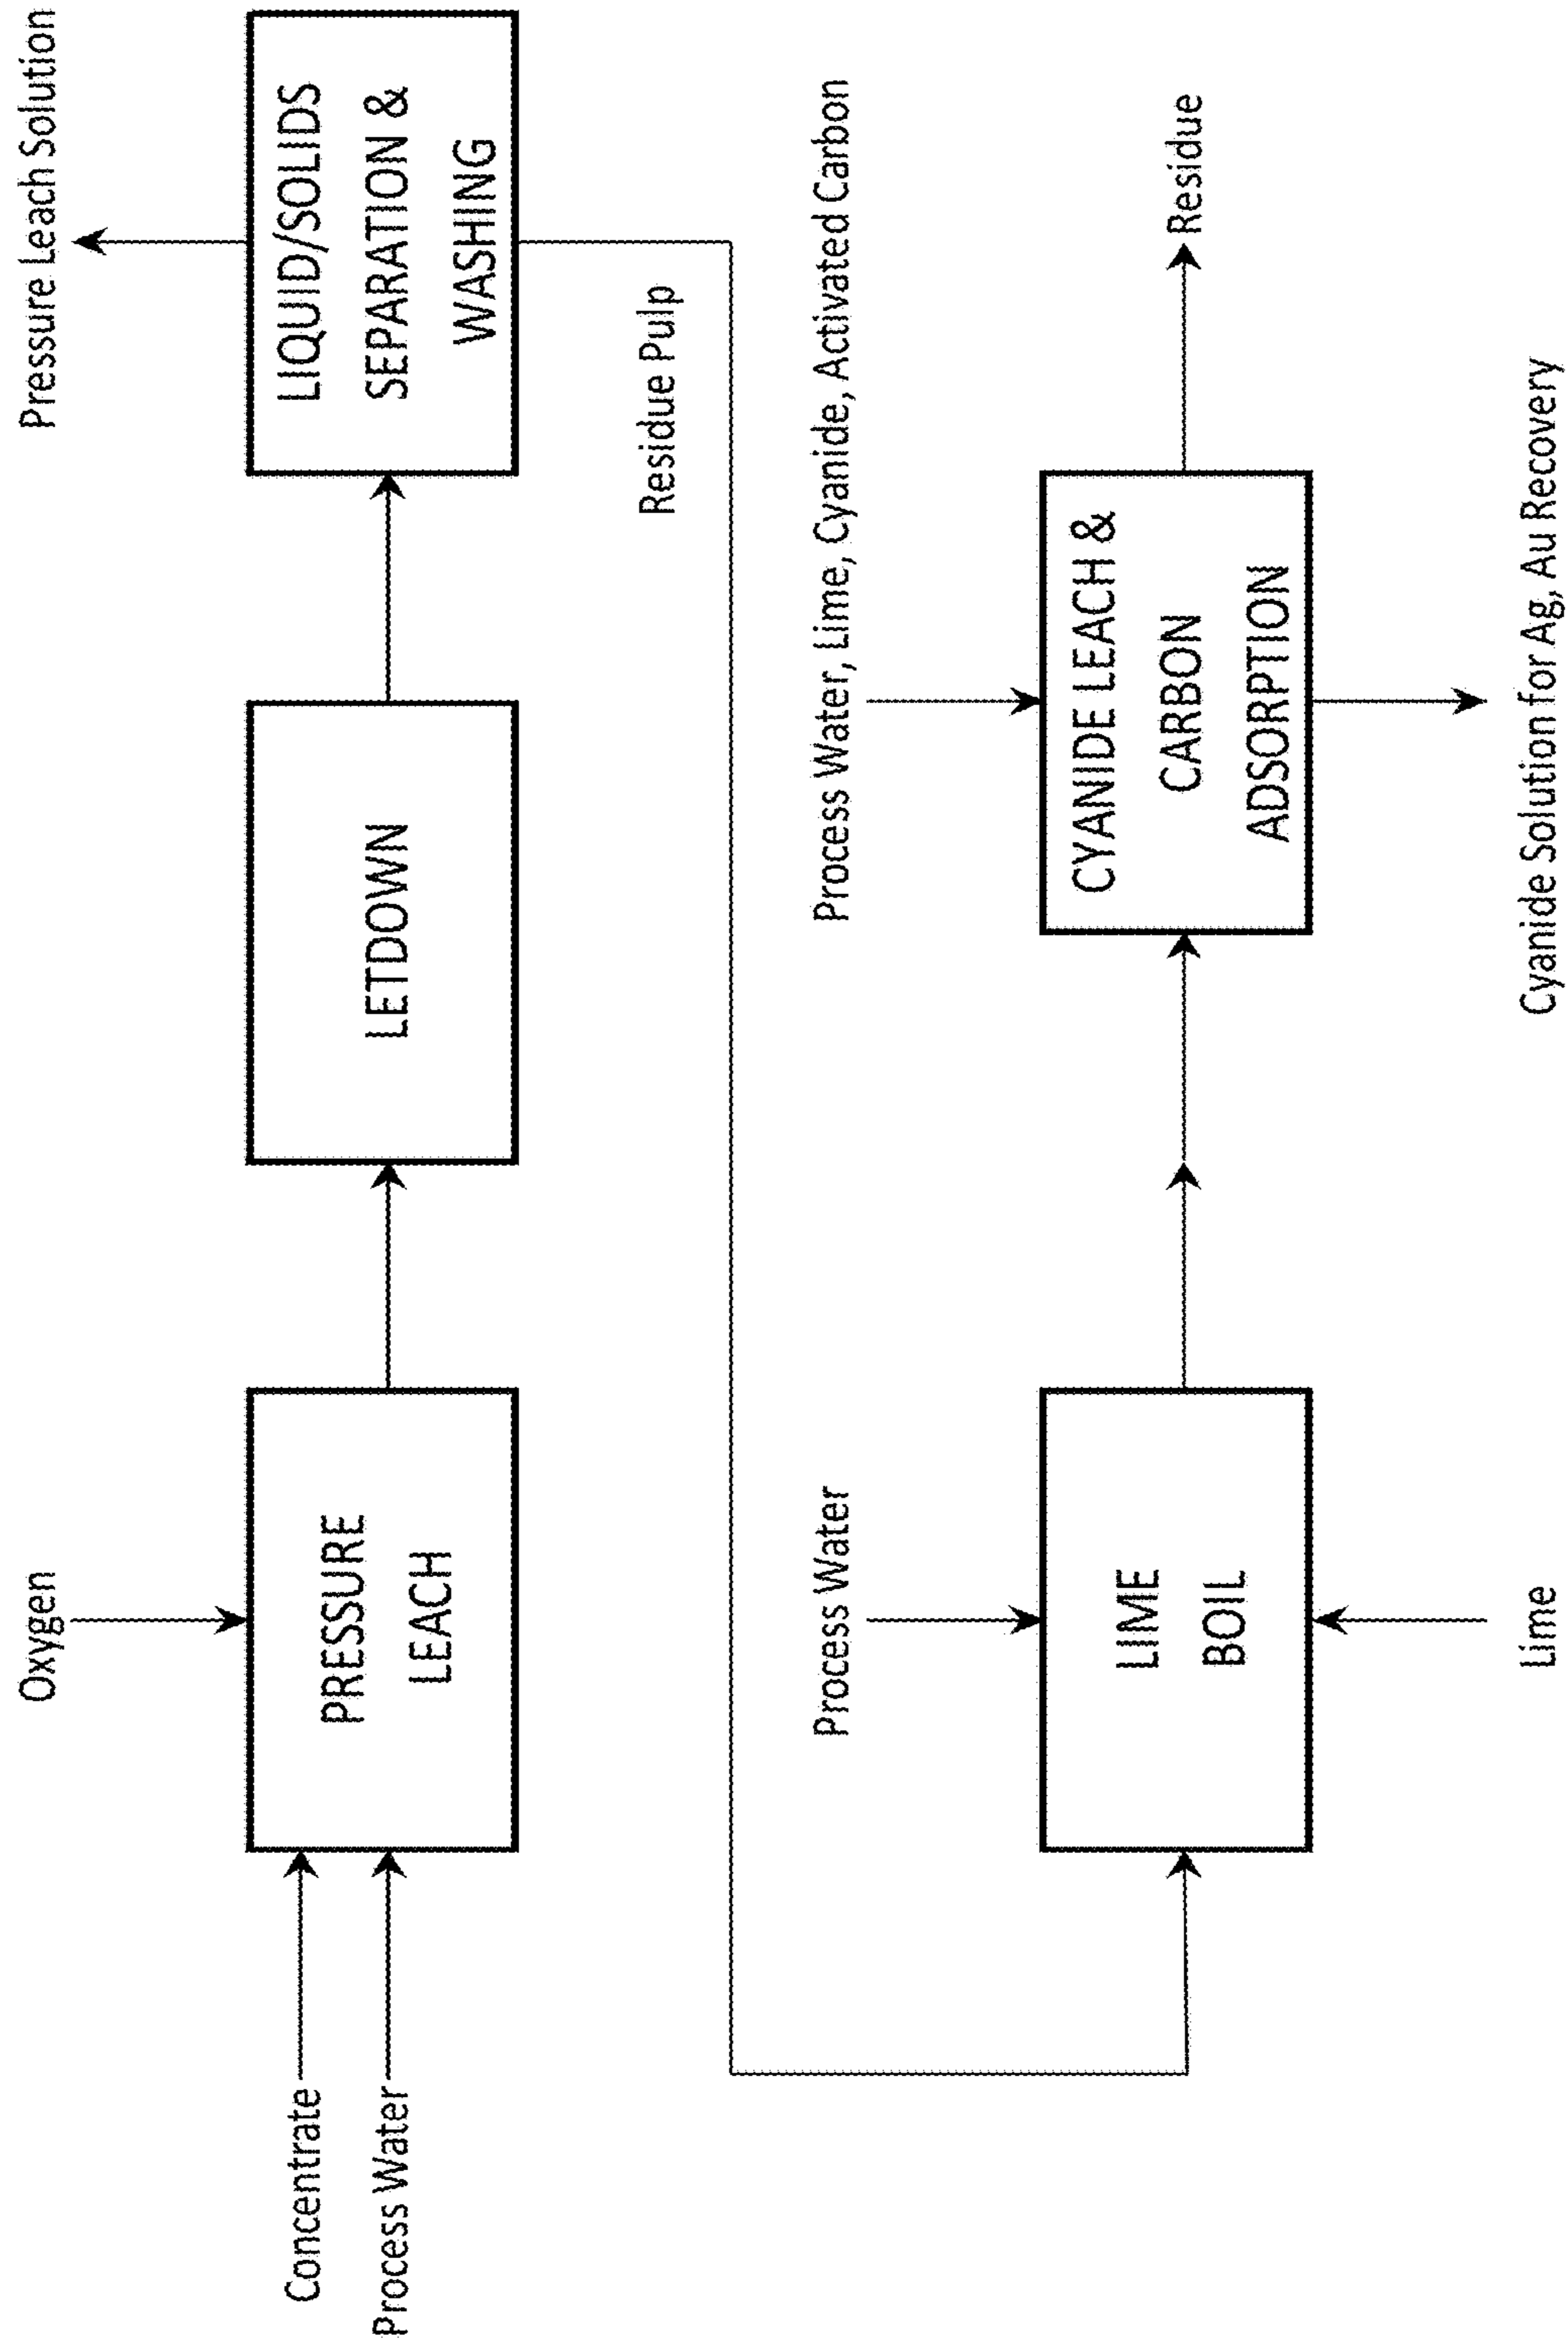 Oxygen
Pressure Leach Solution
Concentrate
Process Water
PRESSURE
LEACH
LETDOWN
LIQUID/SOLIDS
SEPARATION &
WASHING
Residue Pulp
Process Water
Process Water, Lime, Cyanide, Activated Carbon
LIME
BOIL
CYANIDE LEACH &
CARBON
ADSORPTION
Residue
Lime
Cyanide Solution for Ag, Au Recovery